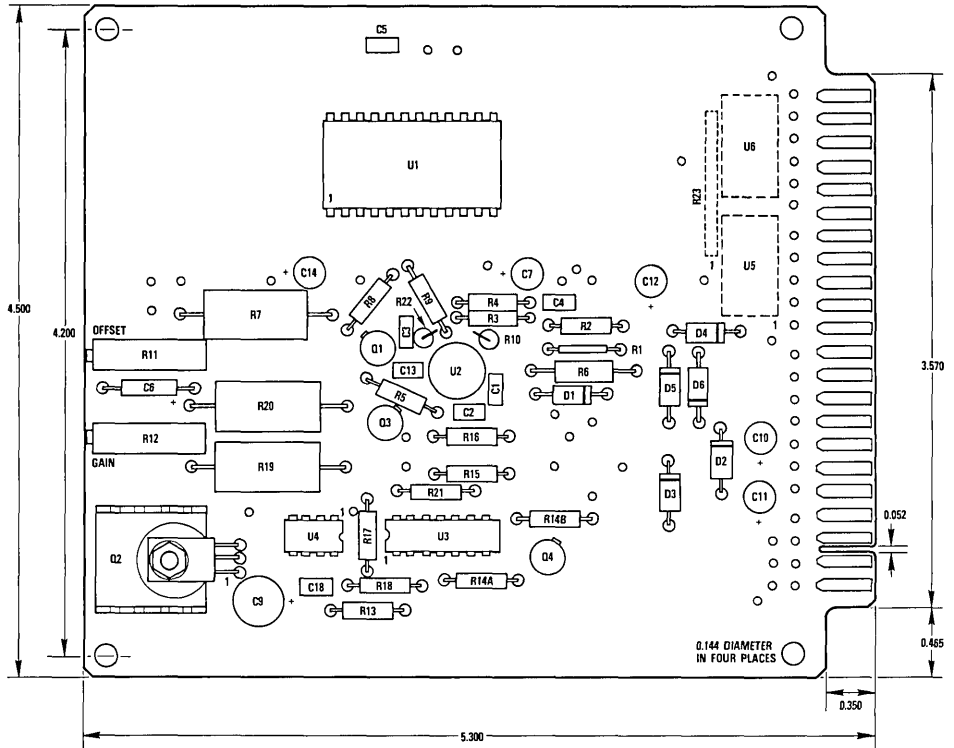 C5
U1
1
U6
R23
1
U5
1
4.500
4.200
3.570
C14
C7
C12
R8
R9
R22
R4
R3
C4
R7
C3
R10
R2
D4
OFFSET
R11
Q1
R1
C13
U2
R6
D5
D6
C6
R5
C1
D1
R20
C2
Q3
R12
R16
C10
GAIN
R19
R15
D2
R21
D3
C11
Q2
U4
1
R17
U3
1
R14B
Q4
0.052
1
C9
C18
R18
R14A
R13
0.144 DIAMETER
IN FOUR PLACES
0.465
0.350
5.300